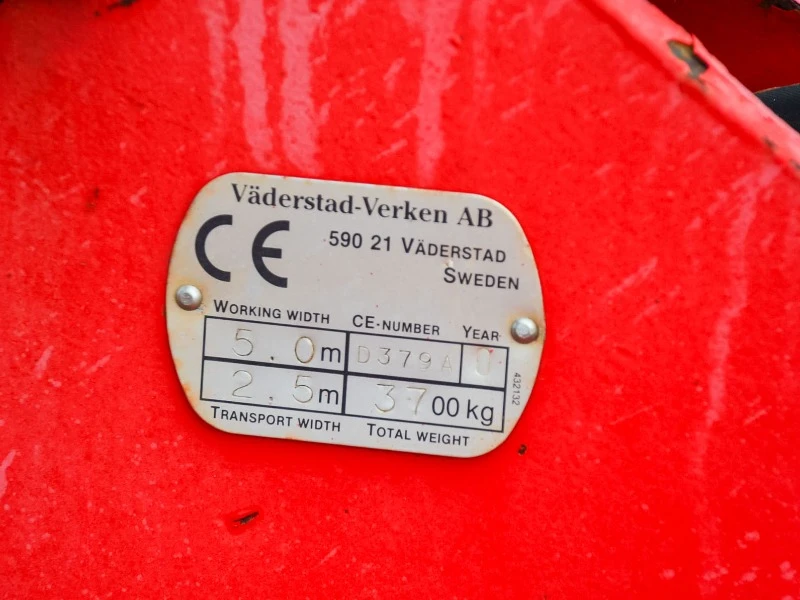 Väderstad-Verken AB
CE
590 21 VÄDERSTAD
SWEDEN
WORKING WIDTH CE-NUMBER YEAR
5.0m D379A
2.5m 3700kg
TRANSPORT WIDTH TOTAL WEIGHT
432132